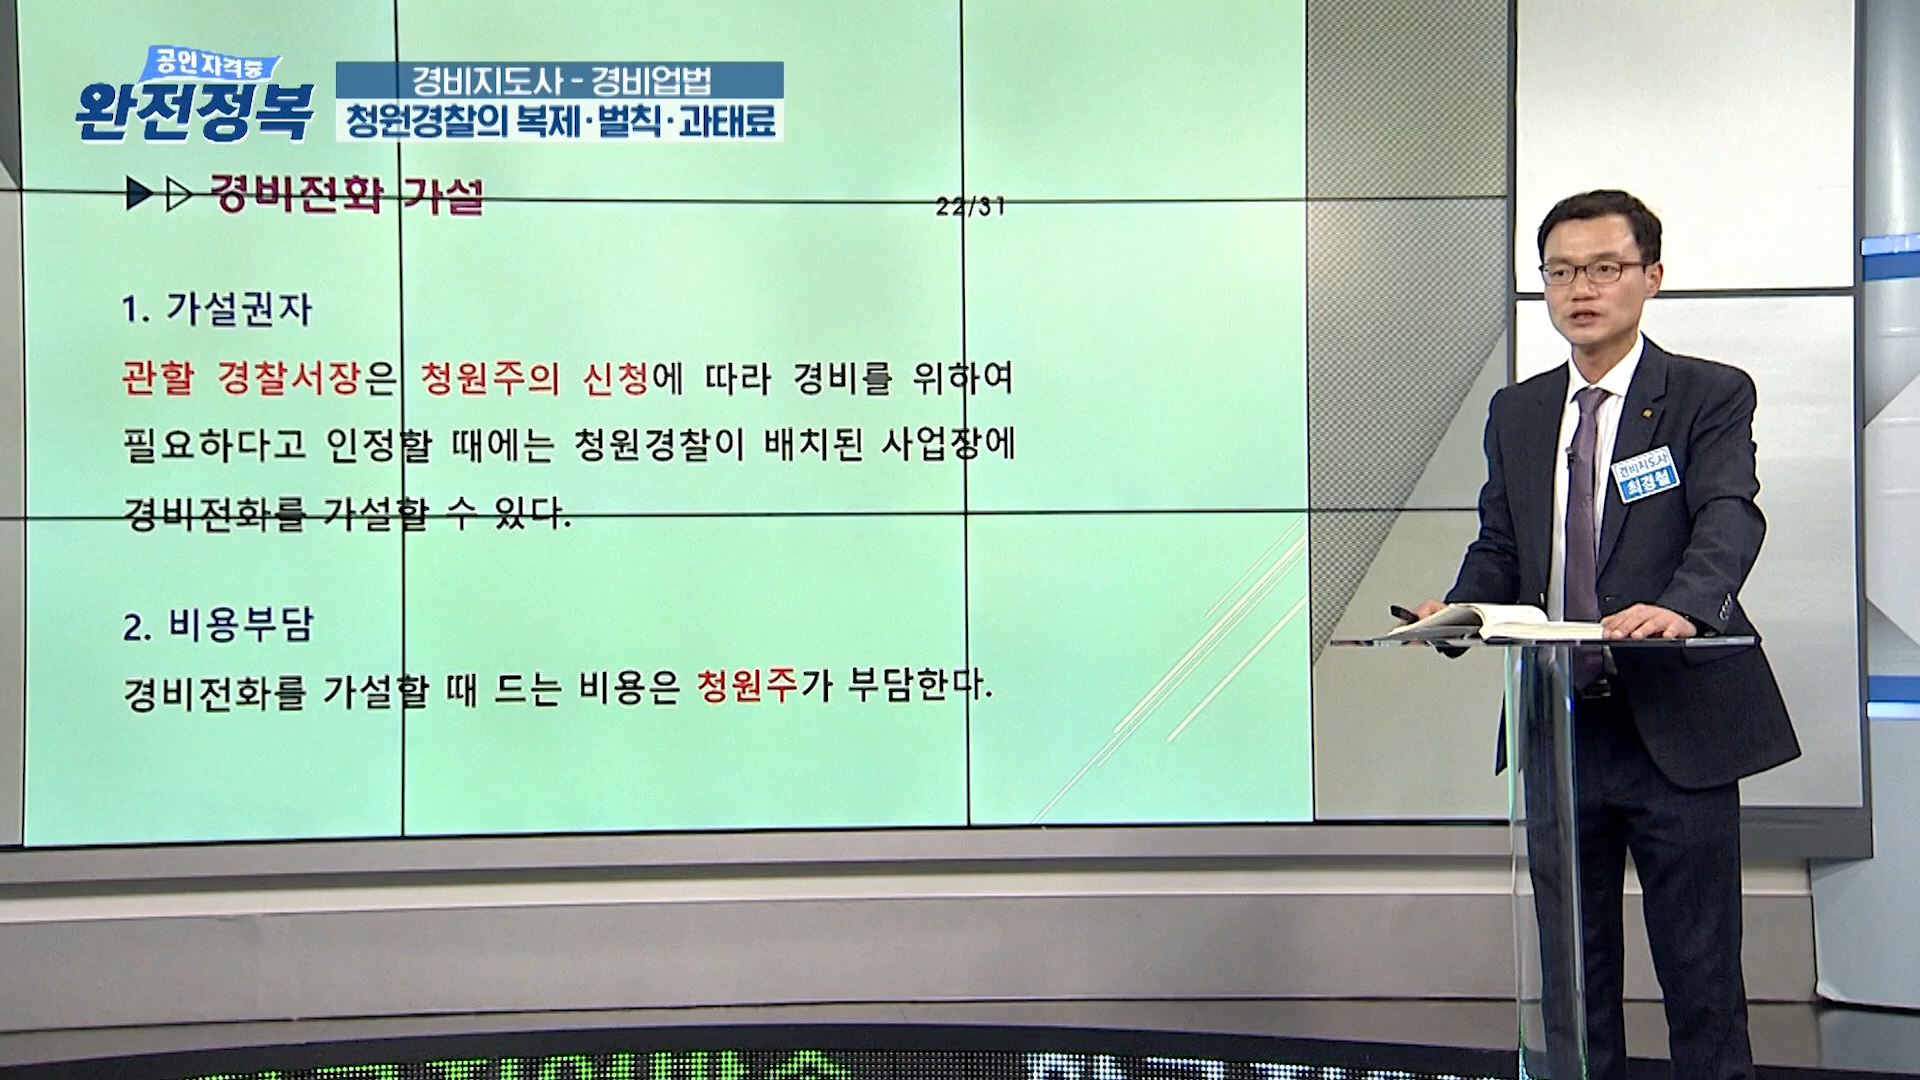 공인자격증
완전정복
경비지도사 - 경비업법
청원경찰의 복제·벌칙·과태료
경비전화 가설
22/31
1. 가설권자
관할 경찰서장은 청원주의 신청에 따라 경비를 위하여
필요하다고 인정할 때에는 청원경찰이 배치된 사업장에
경비전화를 가설할 수 있다.
2. 비용부담
경비전화를 가설할 때 드는 비용은 청원주가 부담한다.
경비지도사
최경철